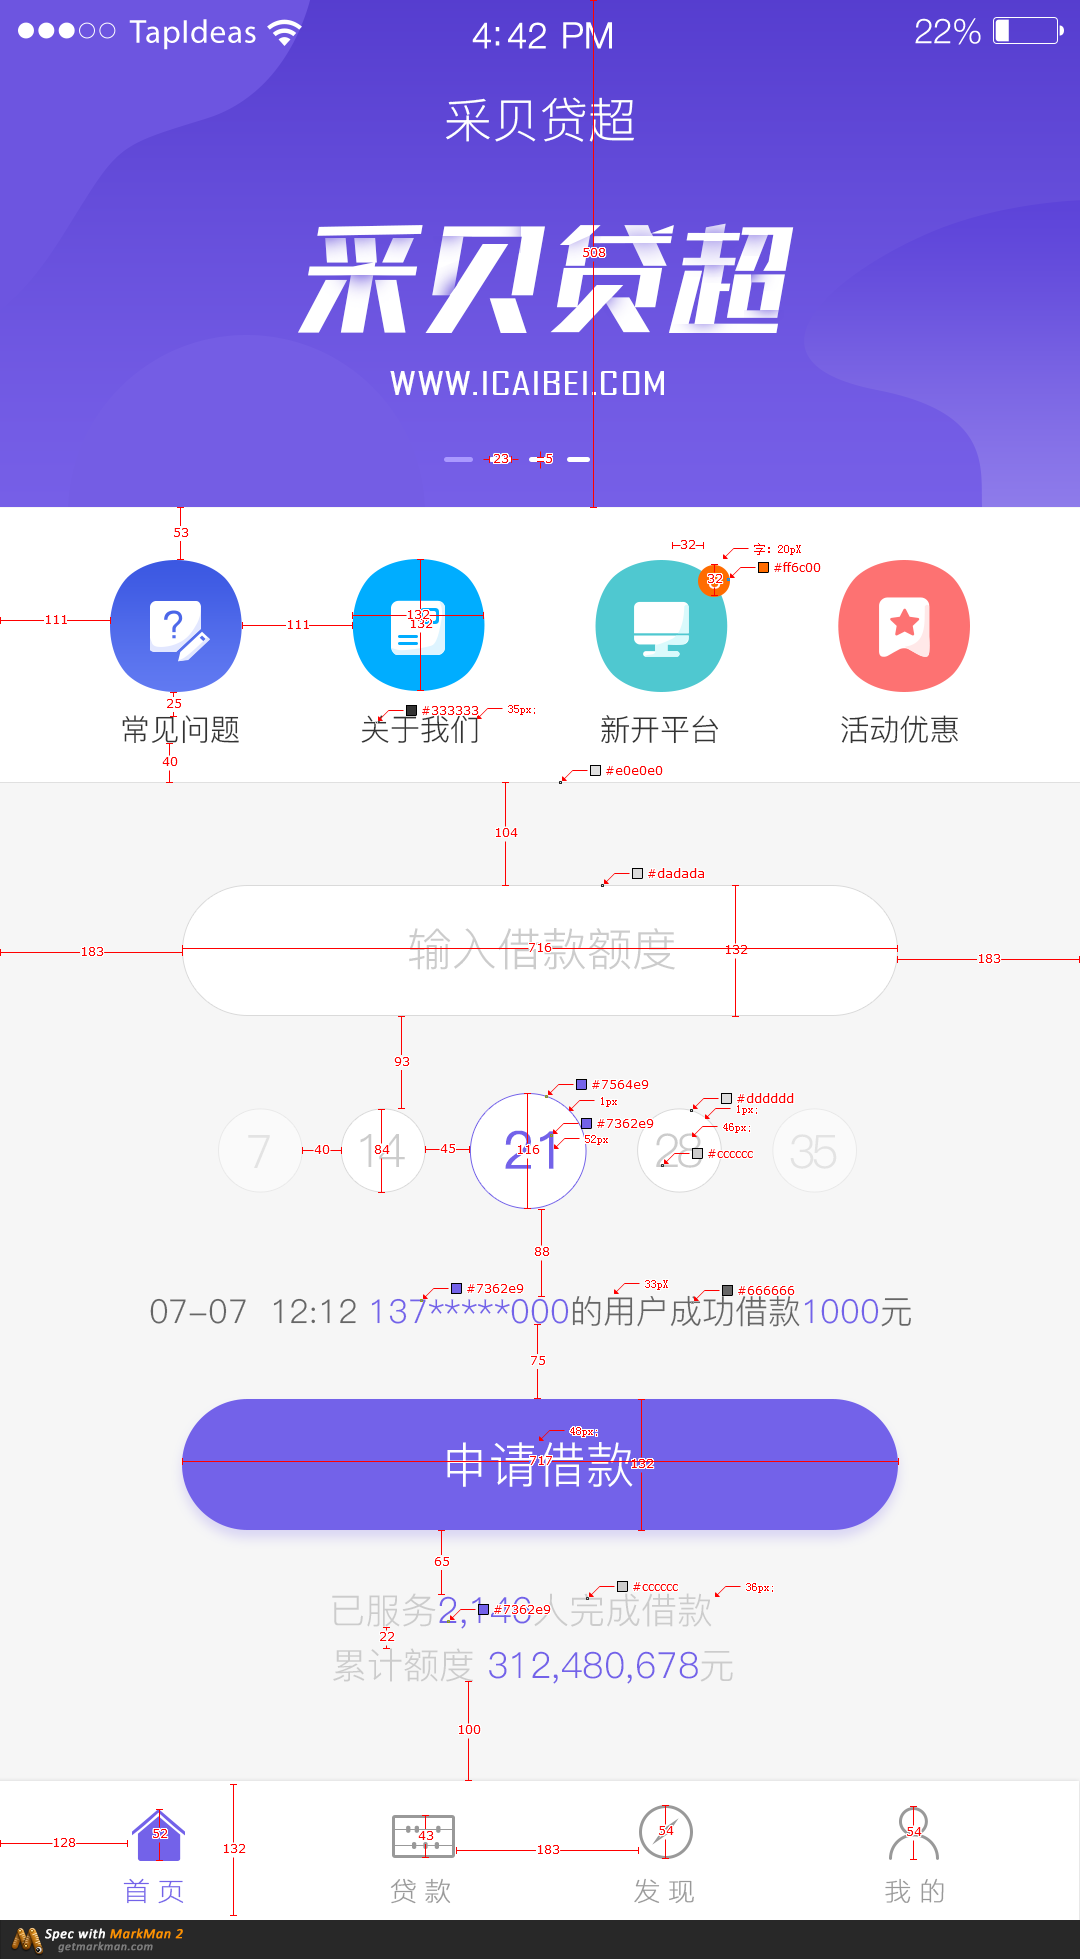 TapIdeas 4:42 PM 22%
采贝贷超
采贝贷超
508
WWW.ICAIBEI.COM
23 5
53
32 字: 20pX
32 #ff6c00
111 111 132
132
25
#333333 35px;
常见问题 关于我们 新开平台 活动优惠
40
#e0e0e0
104
#dadada
输入借款额度
183 716 132 183
93
#7564e9
1px
#dddddd
1px;
#7362e9
46px;
52px
#cccccc
7 40 14 84 45 21 116 28 35
88
#7362e9 33pX #666666
07-07 12:12 137*****000的用户成功借款1000元
75
48px;
申请借款
717 132
65
#cccccc 36px;
已服务2,140人完成借款
#7362e9
22
累计额度 312,480,678元
100
128 52 132 43 183 54 54
首页 贷款 发现 我的
Spec with MarkMan 2
getmarkman.com